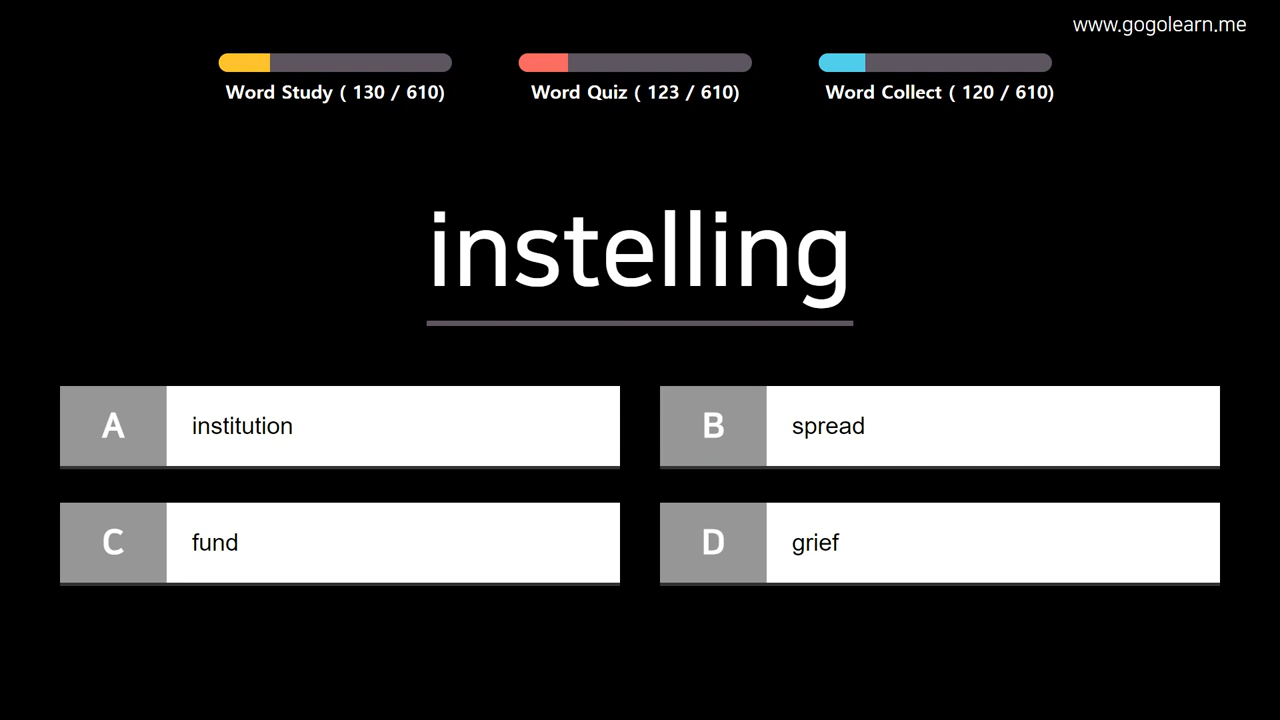 www.gogolearn.me
Word Study ( 130 / 610)
Word Quiz ( 123 / 610)
Word Collect ( 120 / 610)
instelling
A institution
B spread
C fund
D grief